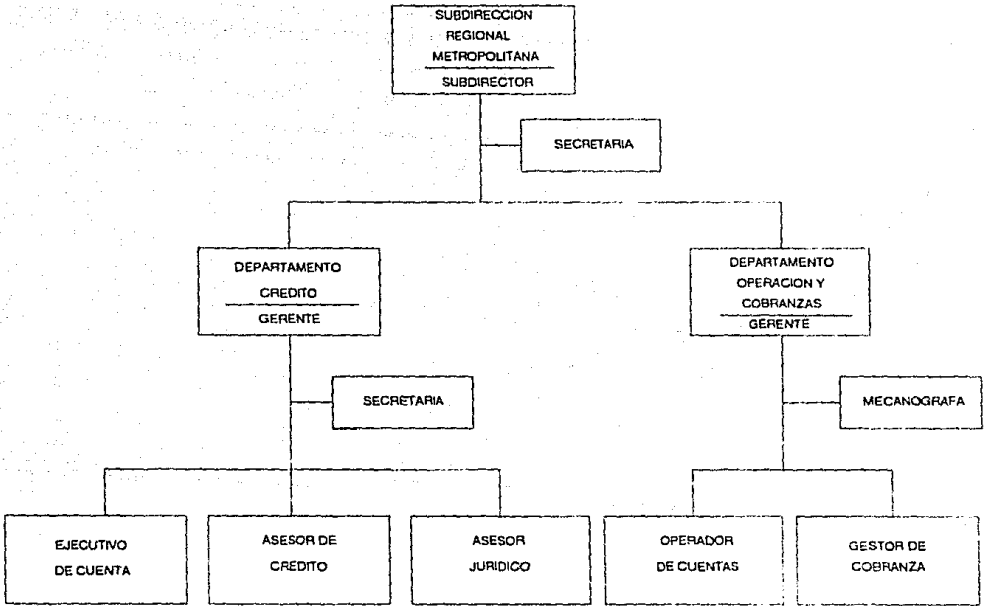 SUBDIRECCION
REGIONAL
METROPOLITANA
SUBDIRECTOR
SECRETARIA
DEPARTAMENTO
CREDITO
GERENTE
DEPARTAMENTO
OPERACION Y
COBRANZAS
GERENTE
SECRETARIA
MECANOGRAFA
EJECUTIVO
DE CUENTA
ASESOR DE
CREDITO
ASESOR
JURIDICO
OPERADOR
DE CUENTAS
GESTOR DE
COBRANZA